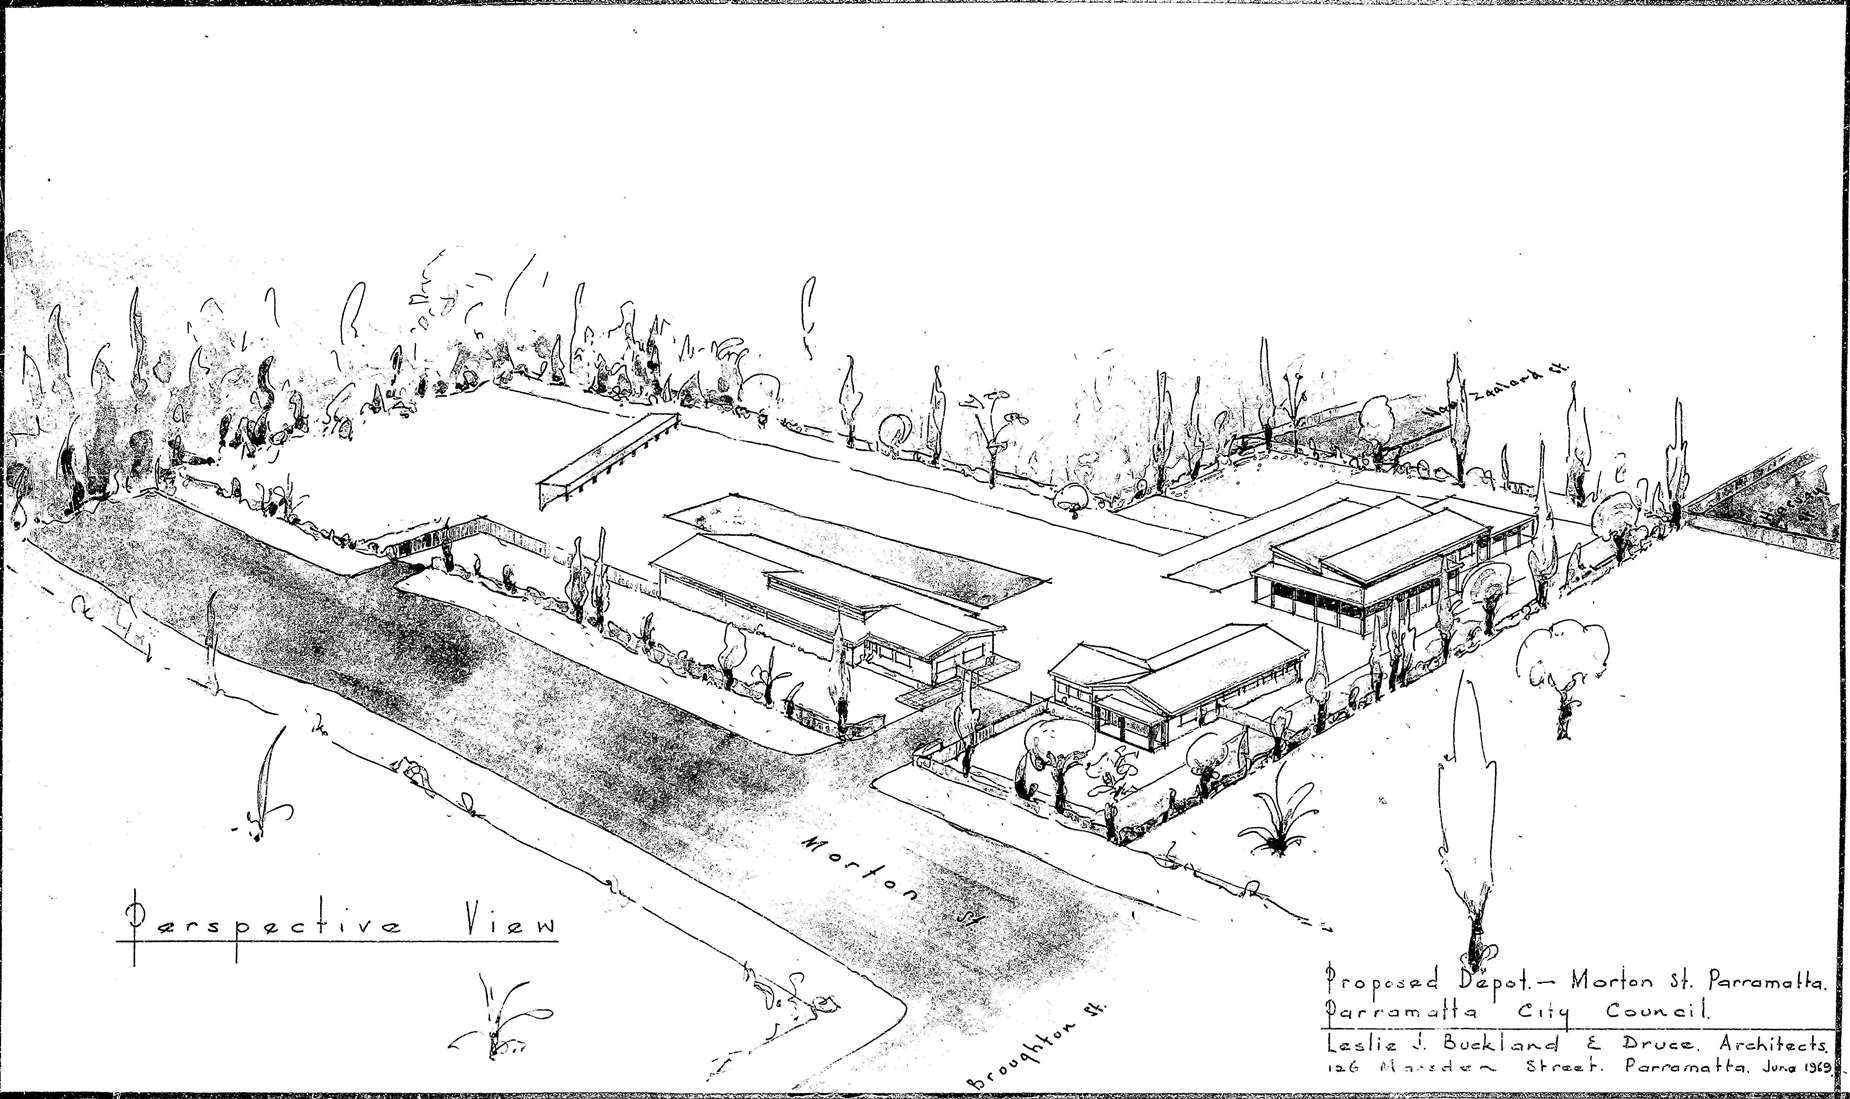 New Zealand St.
Morton St
Perspective View
Broughton St.
Proposed Depot. — Morton St. Parramatta.
Parramatta City Council.
Leslie J. Buckland & Druce. Architects.
126 Marsden Street. Parramatta. June 1969.